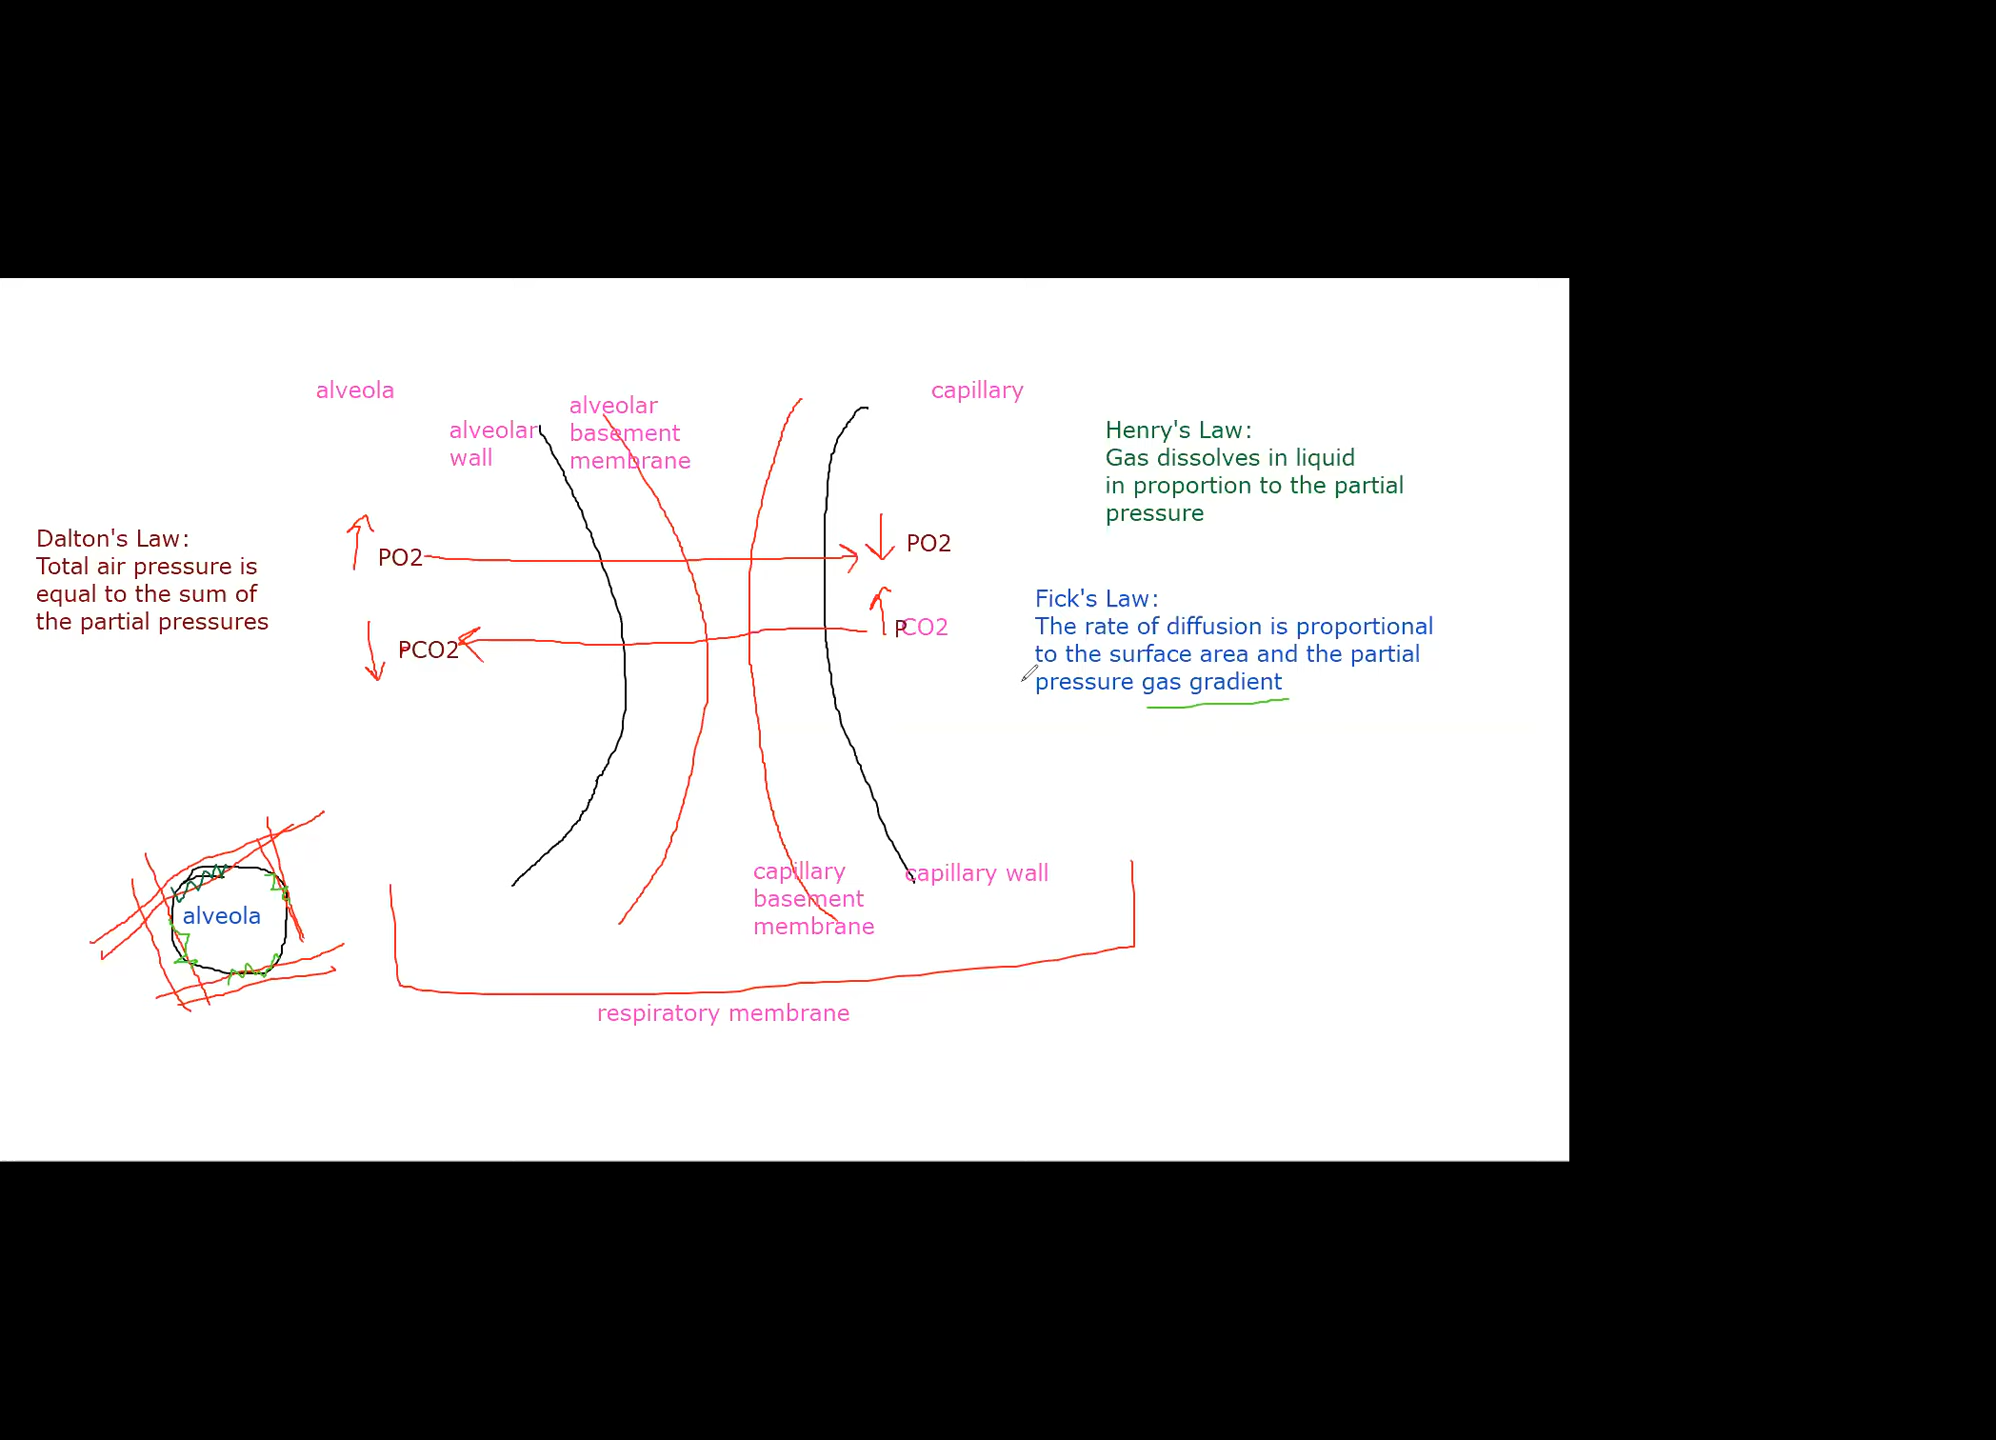 alveola
capillary
alveolar
wall
alveolar
basement
membrane
Henry's Law:
Gas dissolves in liquid
in proportion to the partial
pressure
Dalton's Law:
Total air pressure is
equal to the sum of
the partial pressures
PO2
PO2
PCO2
PCO2
Fick's Law:
The rate of diffusion is proportional
to the surface area and the partial
pressure gas gradient
alveola
capillary
basement
membrane
capillary wall
respiratory membrane